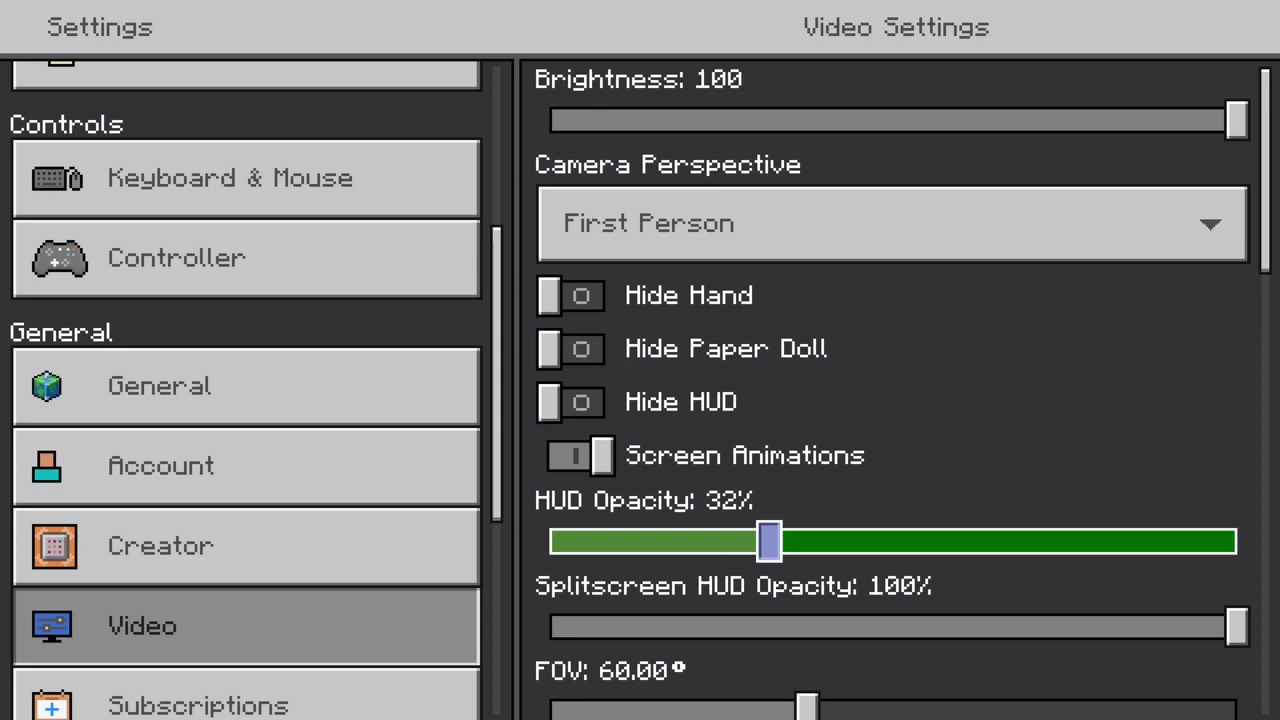 Settings
Video Settings
Controls
Keyboard & Mouse
Controller
General
General
Account
Creator
Video
Subscriptions
Brightness: 100
Camera Perspective
First Person
Hide Hand
Hide Paper Doll
Hide HUD
Screen Animations
HUD Opacity: 32%
Splitscreen HUD Opacity: 100%
FOV: 60.00°